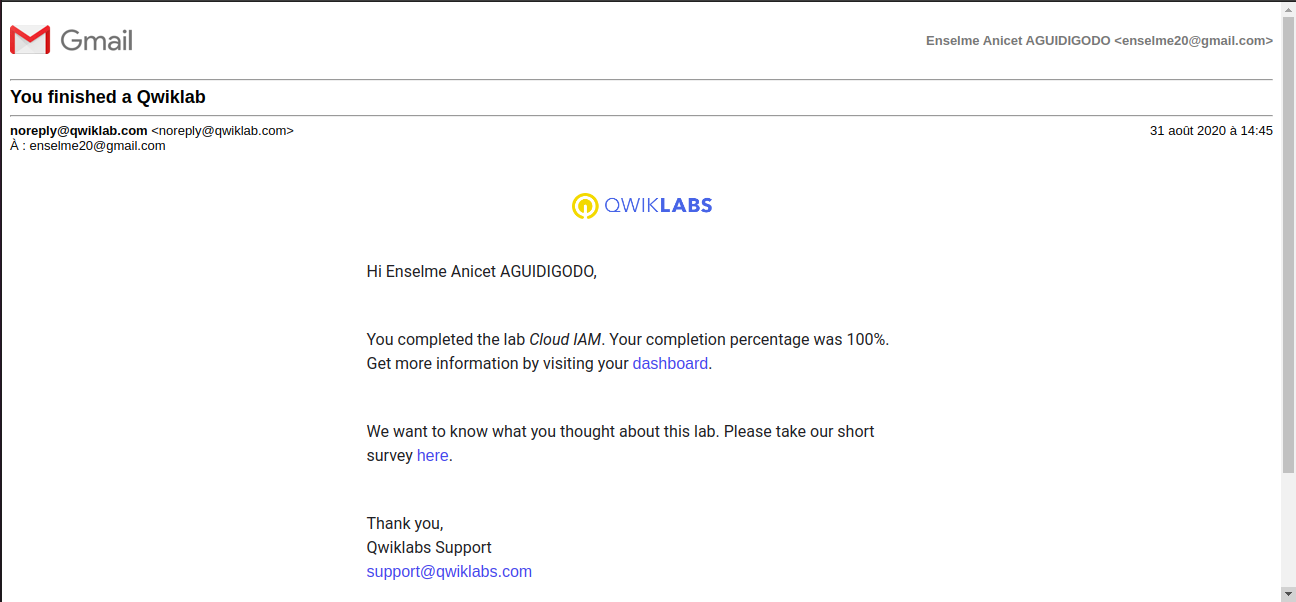 Gmail
Enselme Anicet AGUIDIGODO <enselme20@gmail.com>
You finished a Qwiklab
noreply@qwiklab.com <noreply@qwiklab.com>
31 août 2020 à 14:45
À : enselme20@gmail.com
QWIKLABS
Hi Enselme Anicet AGUIDIGODO,
You completed the lab Cloud IAM. Your completion percentage was 100%.
Get more information by visiting your dashboard.
We want to know what you thought about this lab. Please take our short
survey here.
Thank you,
Qwiklabs Support
support@qwiklabs.com